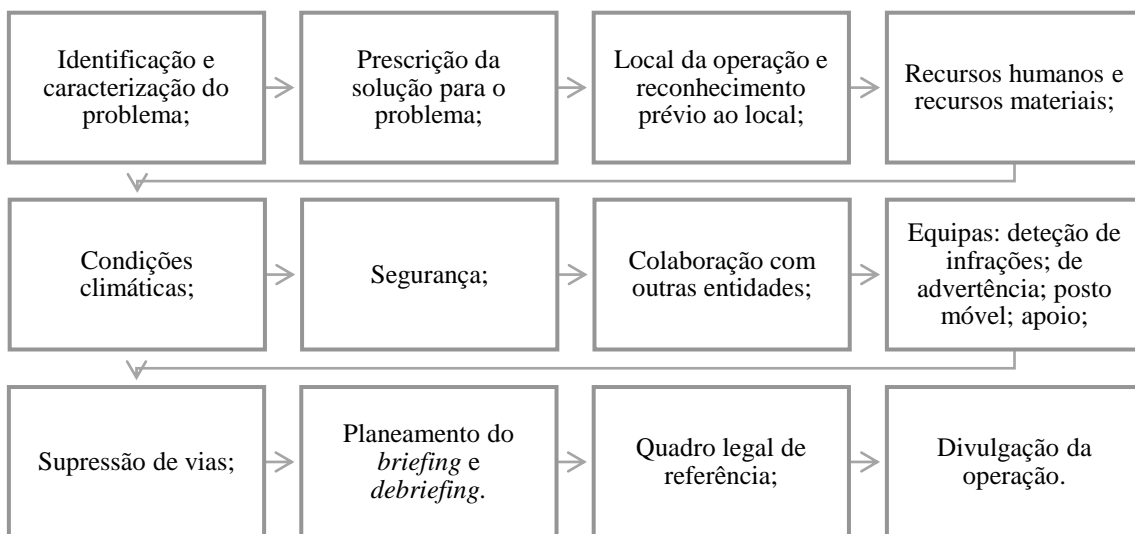 Identificação e
caracterização do
problema;
Prescrição da
solução para o
problema;
Local da operação e
reconhecimento
prévio ao local;
Recursos humanos e
recursos materiais;
Condições
climáticas;
Segurança;
Colaboração com
outras entidades;
Equipas: deteção de
infrações; de
advertência; posto
móvel; apoio;
Supressão de vias;
Planeamento do
briefing e
debriefing.
Quadro legal de
referência;
Divulgação da
operação.